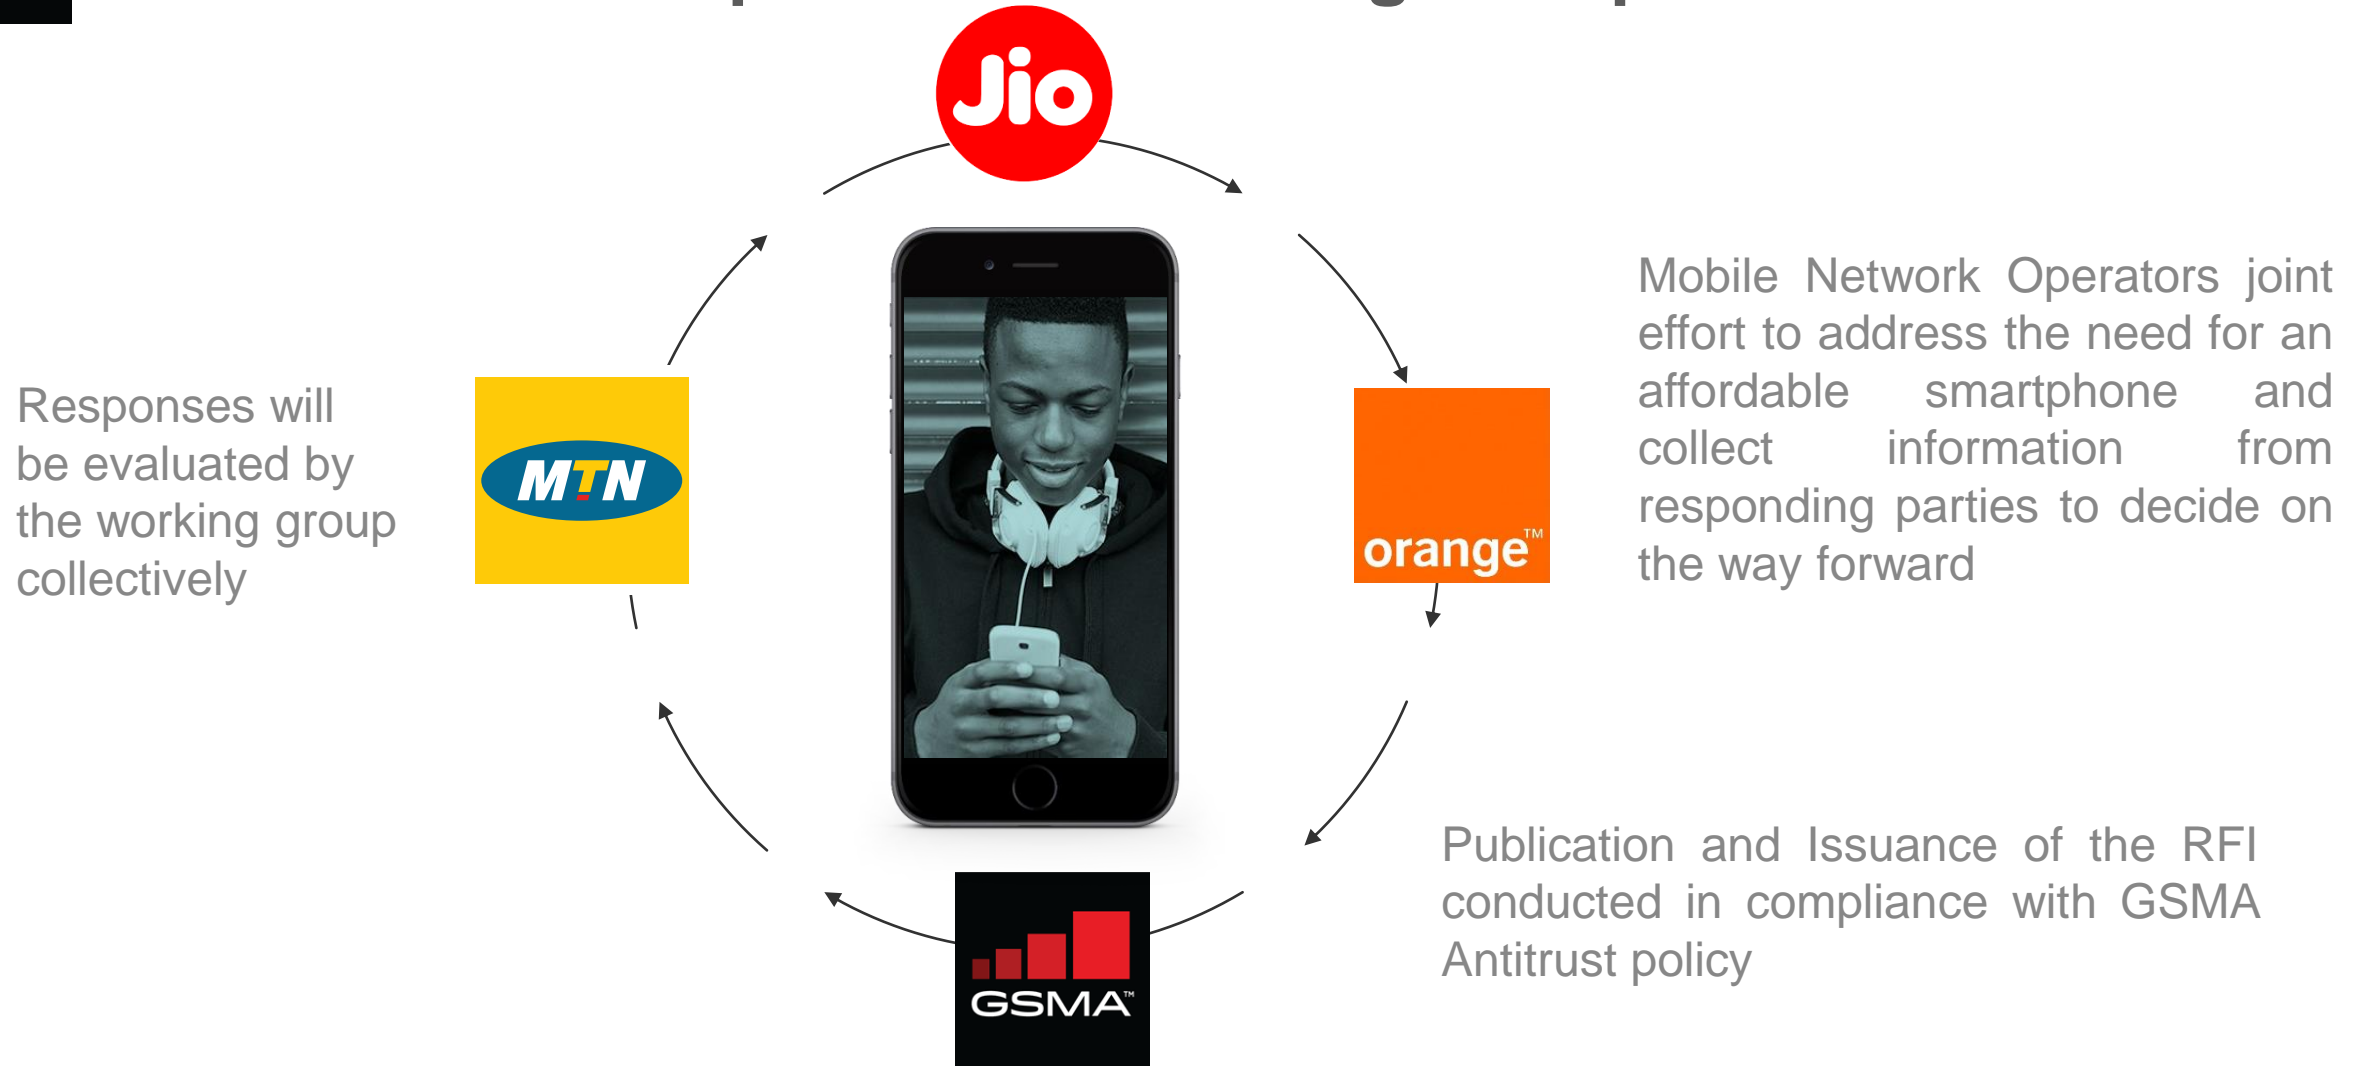 Jio
Mobile Network Operators joint
effort to address the need for an
affordable smartphone and
collect information from
responding parties to decide on
the way forward
Responses will
be evaluated by
the working group
collectively
MTN
orange™
Publication and Issuance of the RFI
conducted in compliance with GSMA
Antitrust policy
GSMA™